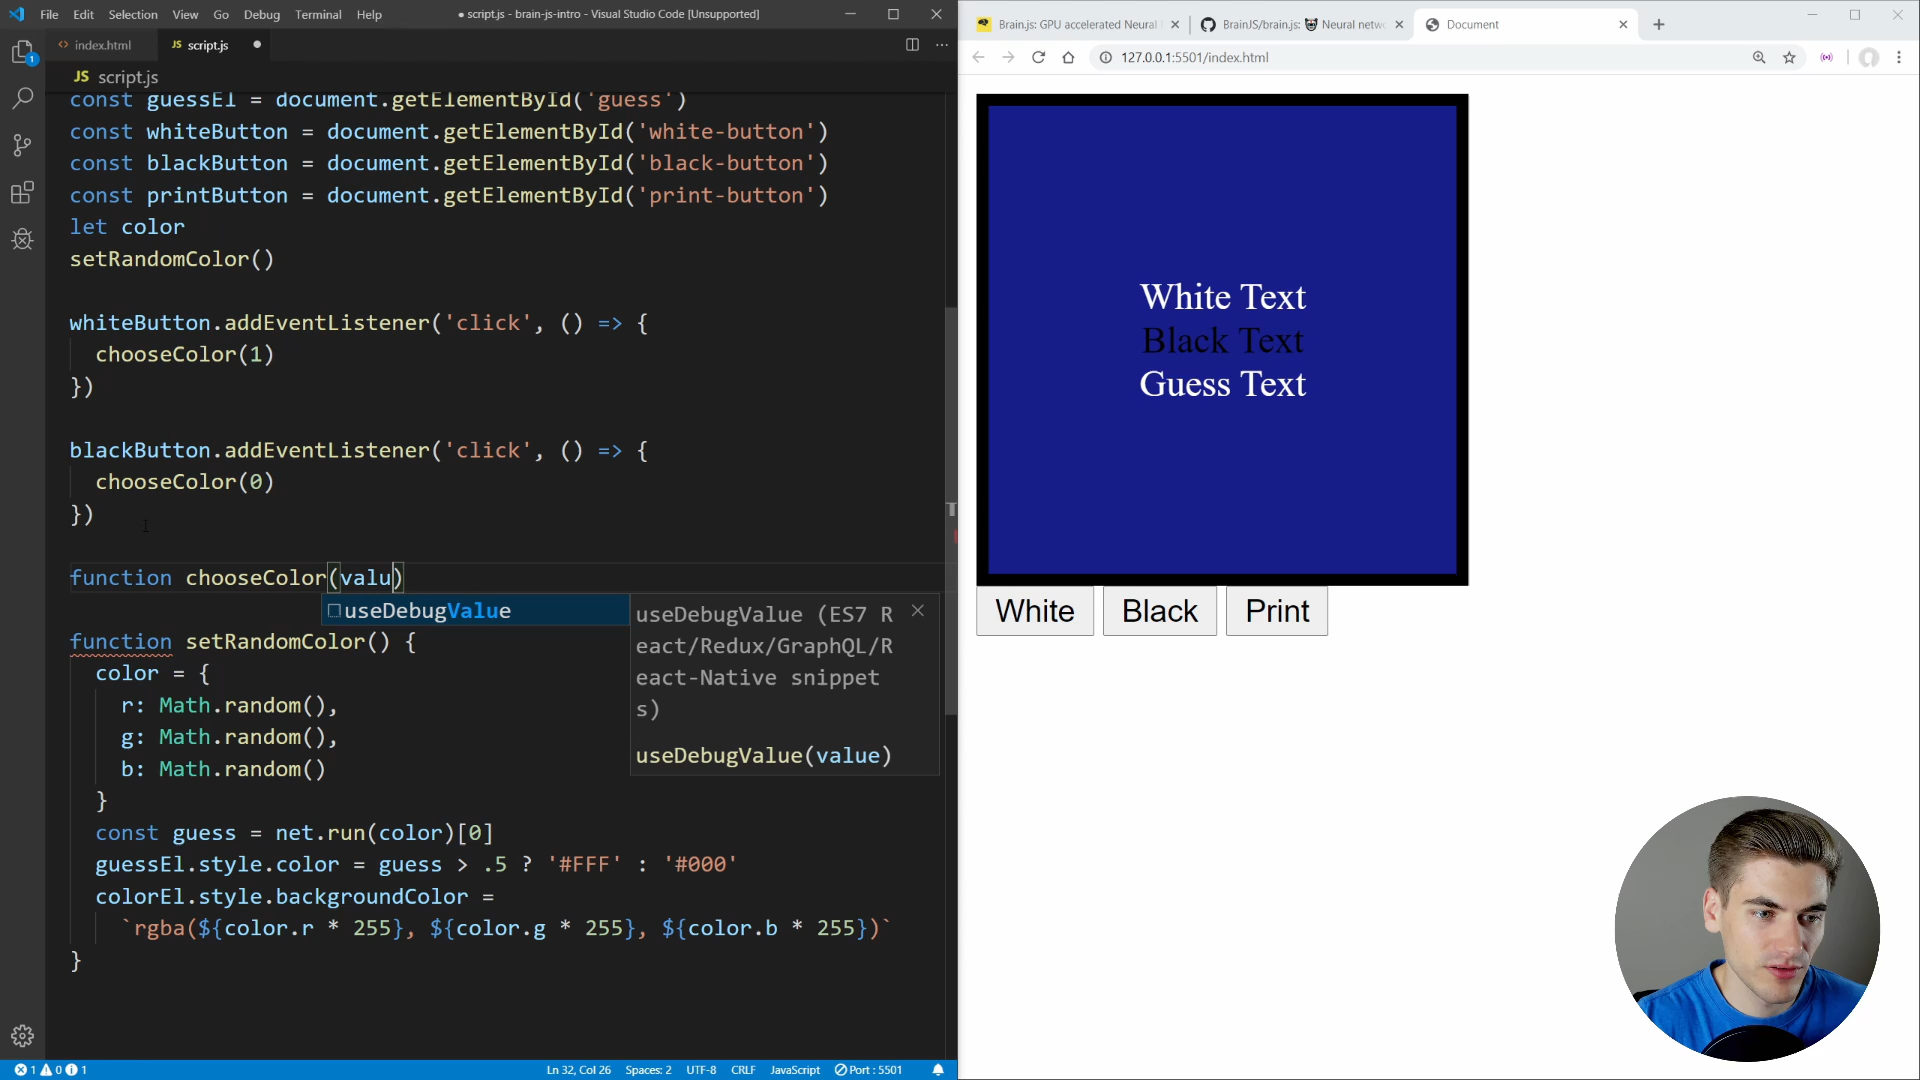 File Edit Selection View Go Debug Terminal Help
● script.js - brain-js-intro - Visual Studio Code [Unsupported]
index.html
JS script.js ●
JS script.js
const guessEl = document.getElementById('guess')
const whiteButton = document.getElementById('white-button')
const blackButton = document.getElementById('black-button')
const printButton = document.getElementById('print-button')
let color
setRandomColor()
whiteButton.addEventListener('click', () => {
chooseColor(1)
})
blackButton.addEventListener('click', () => {
chooseColor(0)
})
function chooseColor(valu)
useDebugValue
useDebugValue (ES7 R
eact/Redux/GraphQL/R
eact-Native snippet
s)
useDebugValue(value)
function setRandomColor() {
color = {
r: Math.random(),
g: Math.random(),
b: Math.random()
}
const guess = net.run(color)[0]
guessEl.style.color = guess > .5 ? '#FFF' : '#000'
colorEl.style.backgroundColor =
`rgba(${color.r * 255}, ${color.g * 255}, ${color.b * 255})`
}
1 0 1
Ln 32, Col 26 Spaces: 2 UTF-8 CRLF JavaScript Port : 5501
Brain.js: GPU accelerated Neural
BrainJS/brain.js: 🐱 Neural netw
Document
127.0.0.1:5501/index.html
White Text
Black Text
Guess Text
White Black Print